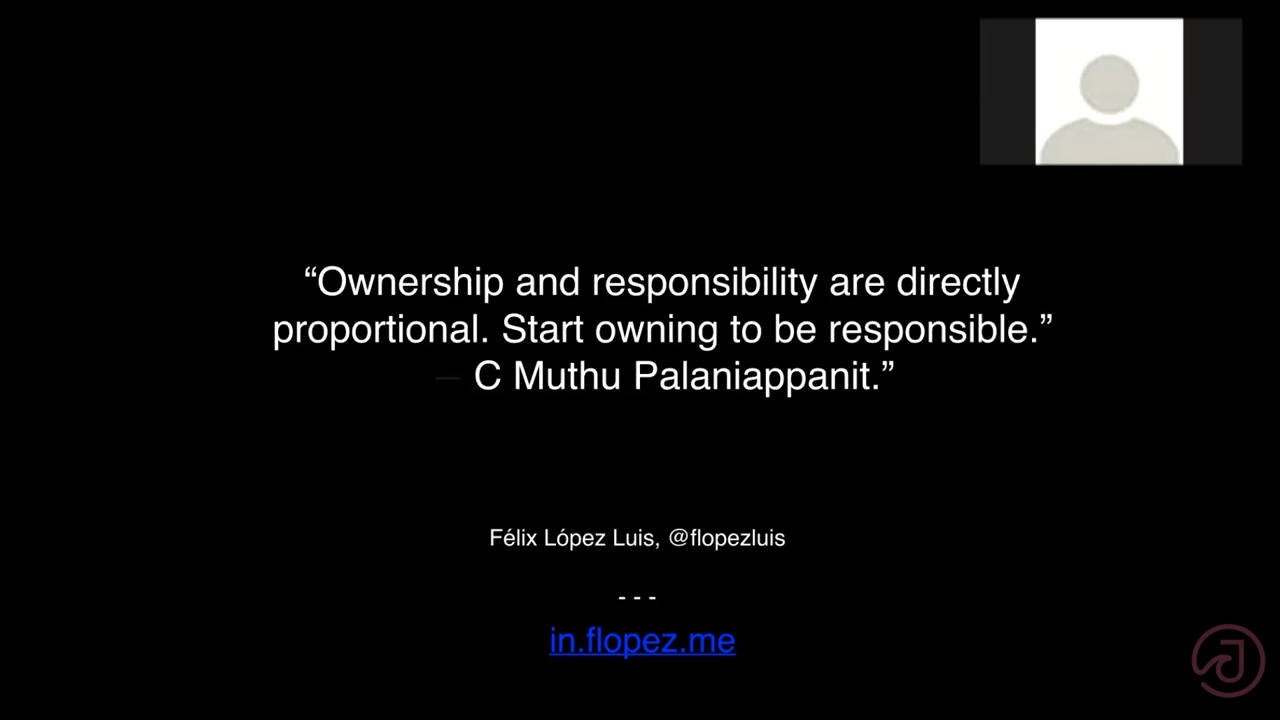 “Ownership and responsibility are directly
proportional. Start owning to be responsible.”
— C Muthu Palaniappanit.”
Félix López Luis, @flopezluis
- - -
in.flopez.me